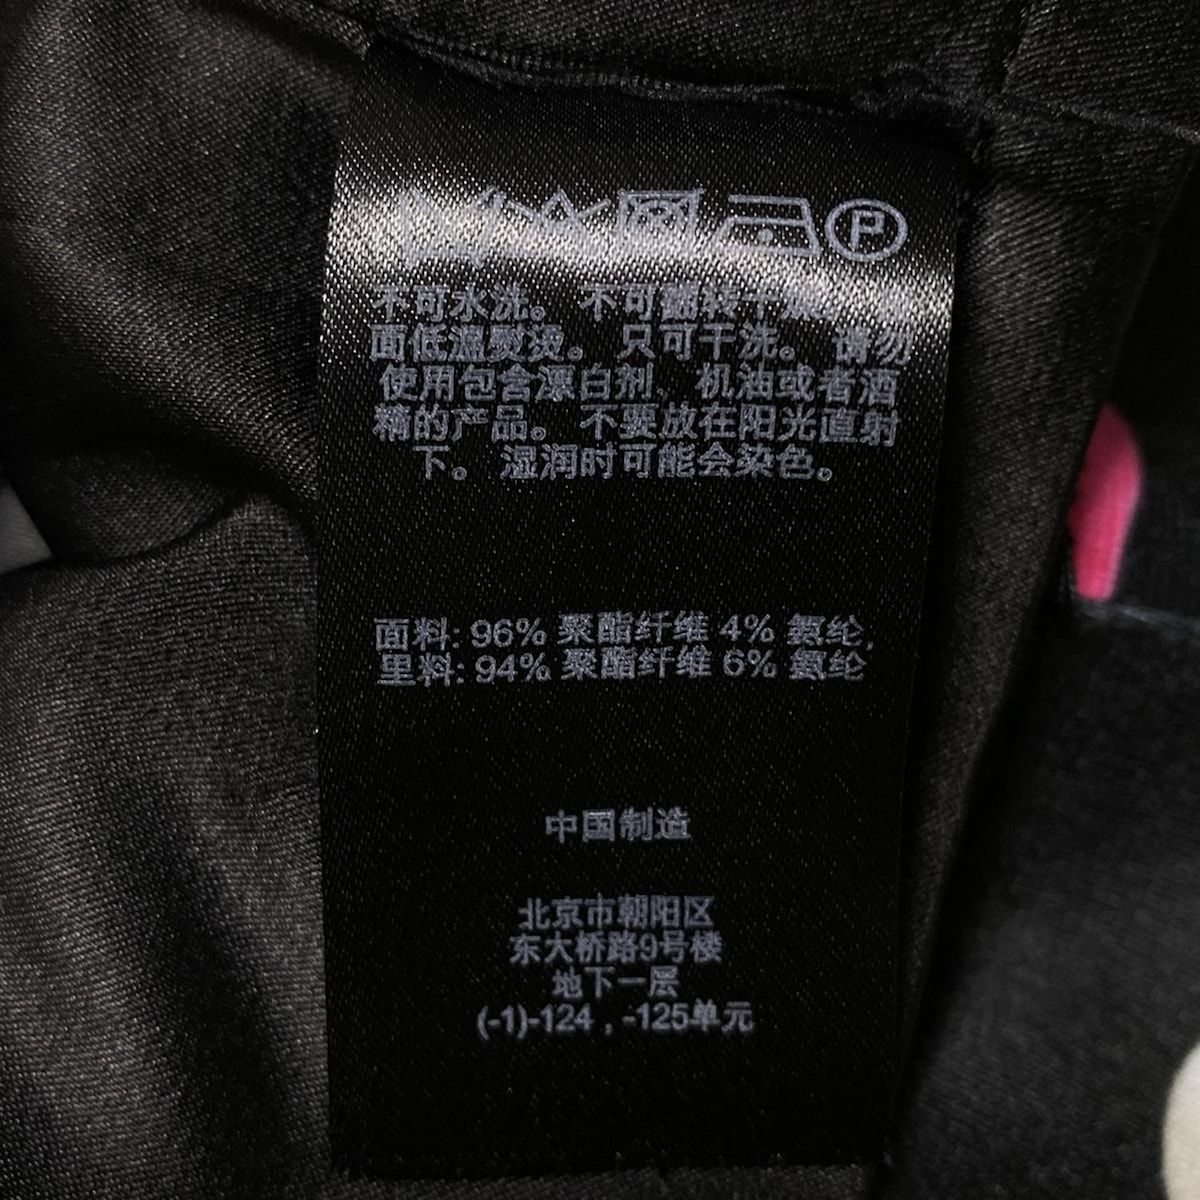 P
不可水洗。 不可翻转干燥。
面低温熨烫。 只可干洗。 请勿
使用包含漂白剂、机油或者酒
精的产品。 不要放在阳光直射
下。 湿润时可能会染色。
面料: 96% 聚酯纤维 4% 氨纶,
里料: 94% 聚酯纤维 6% 氨纶
中国制造
北京市朝阳区
东大桥路9号楼
地下一层
(-1)-124 , -125单元